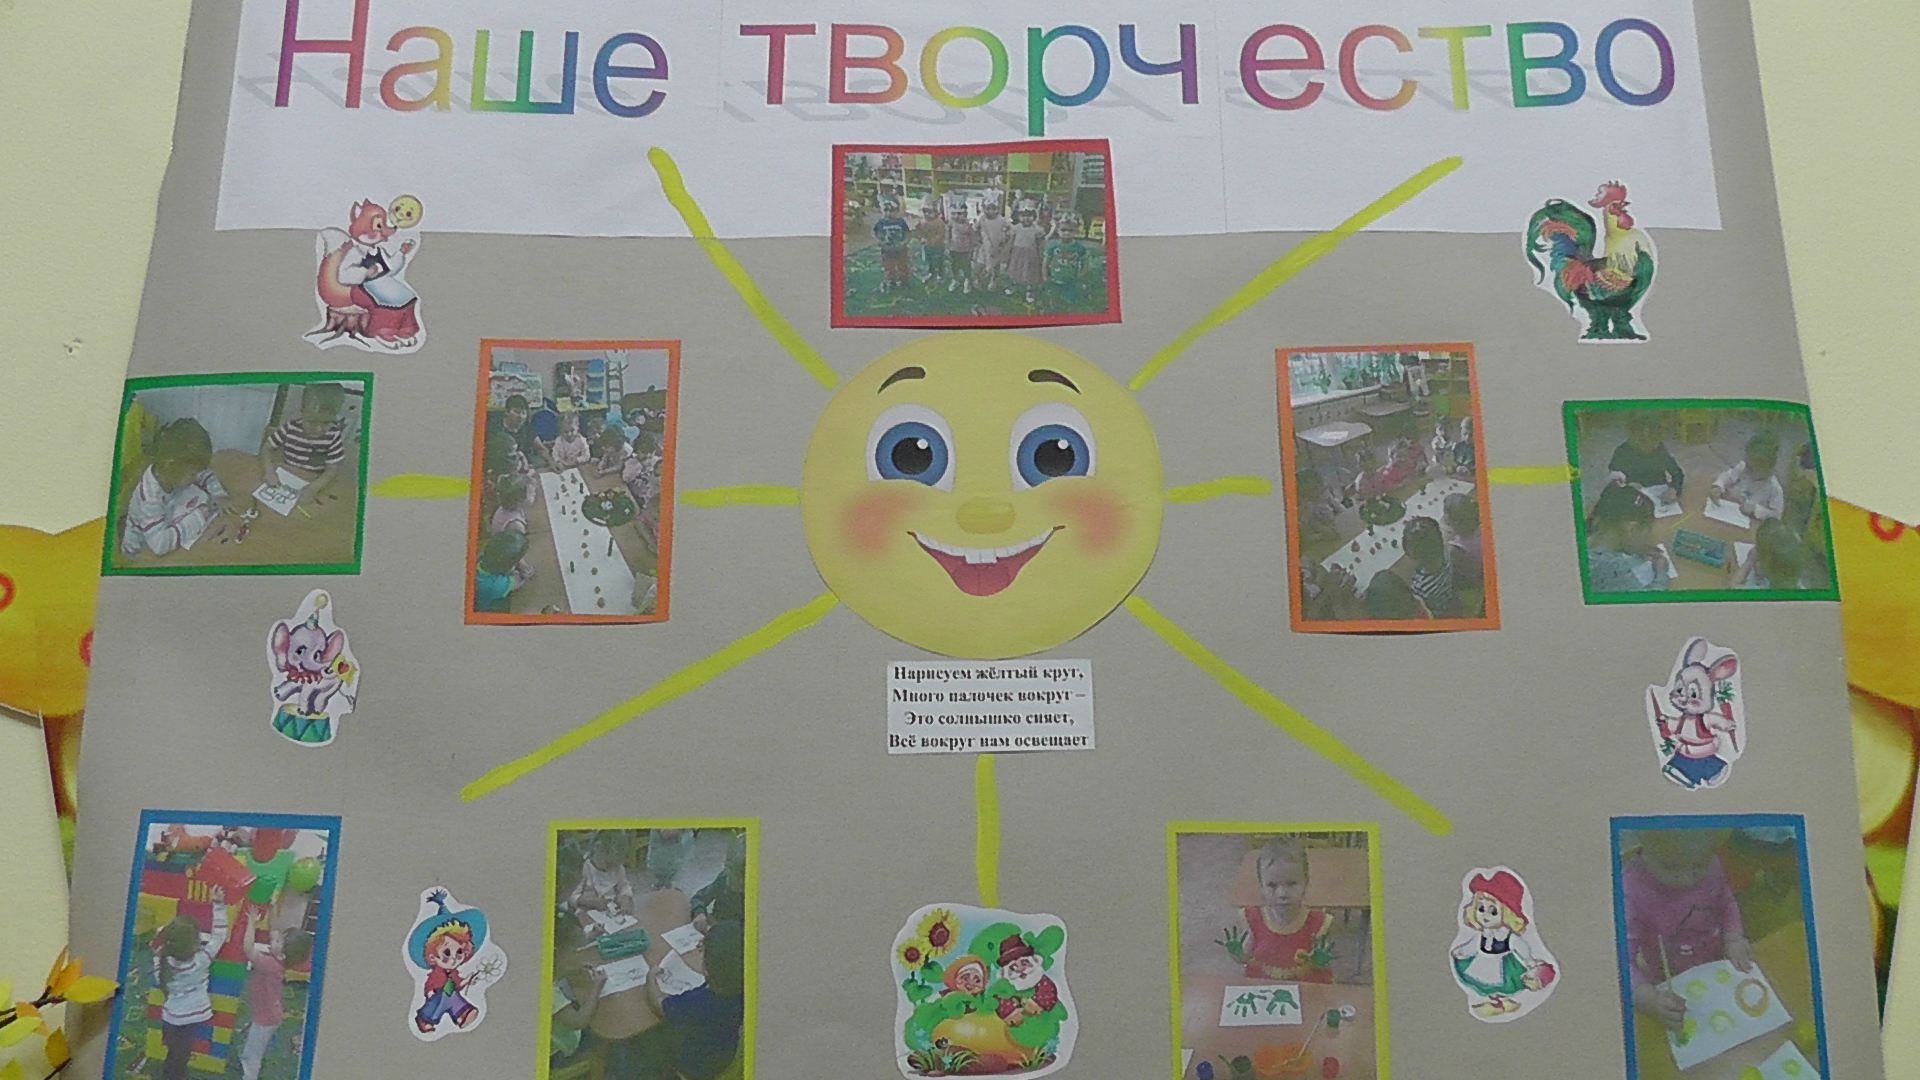 Наше творчество
Нарисуем жёлтый круг,
Много палочек вокруг –
Это солнышко сияет,
Всё вокруг нам освещает